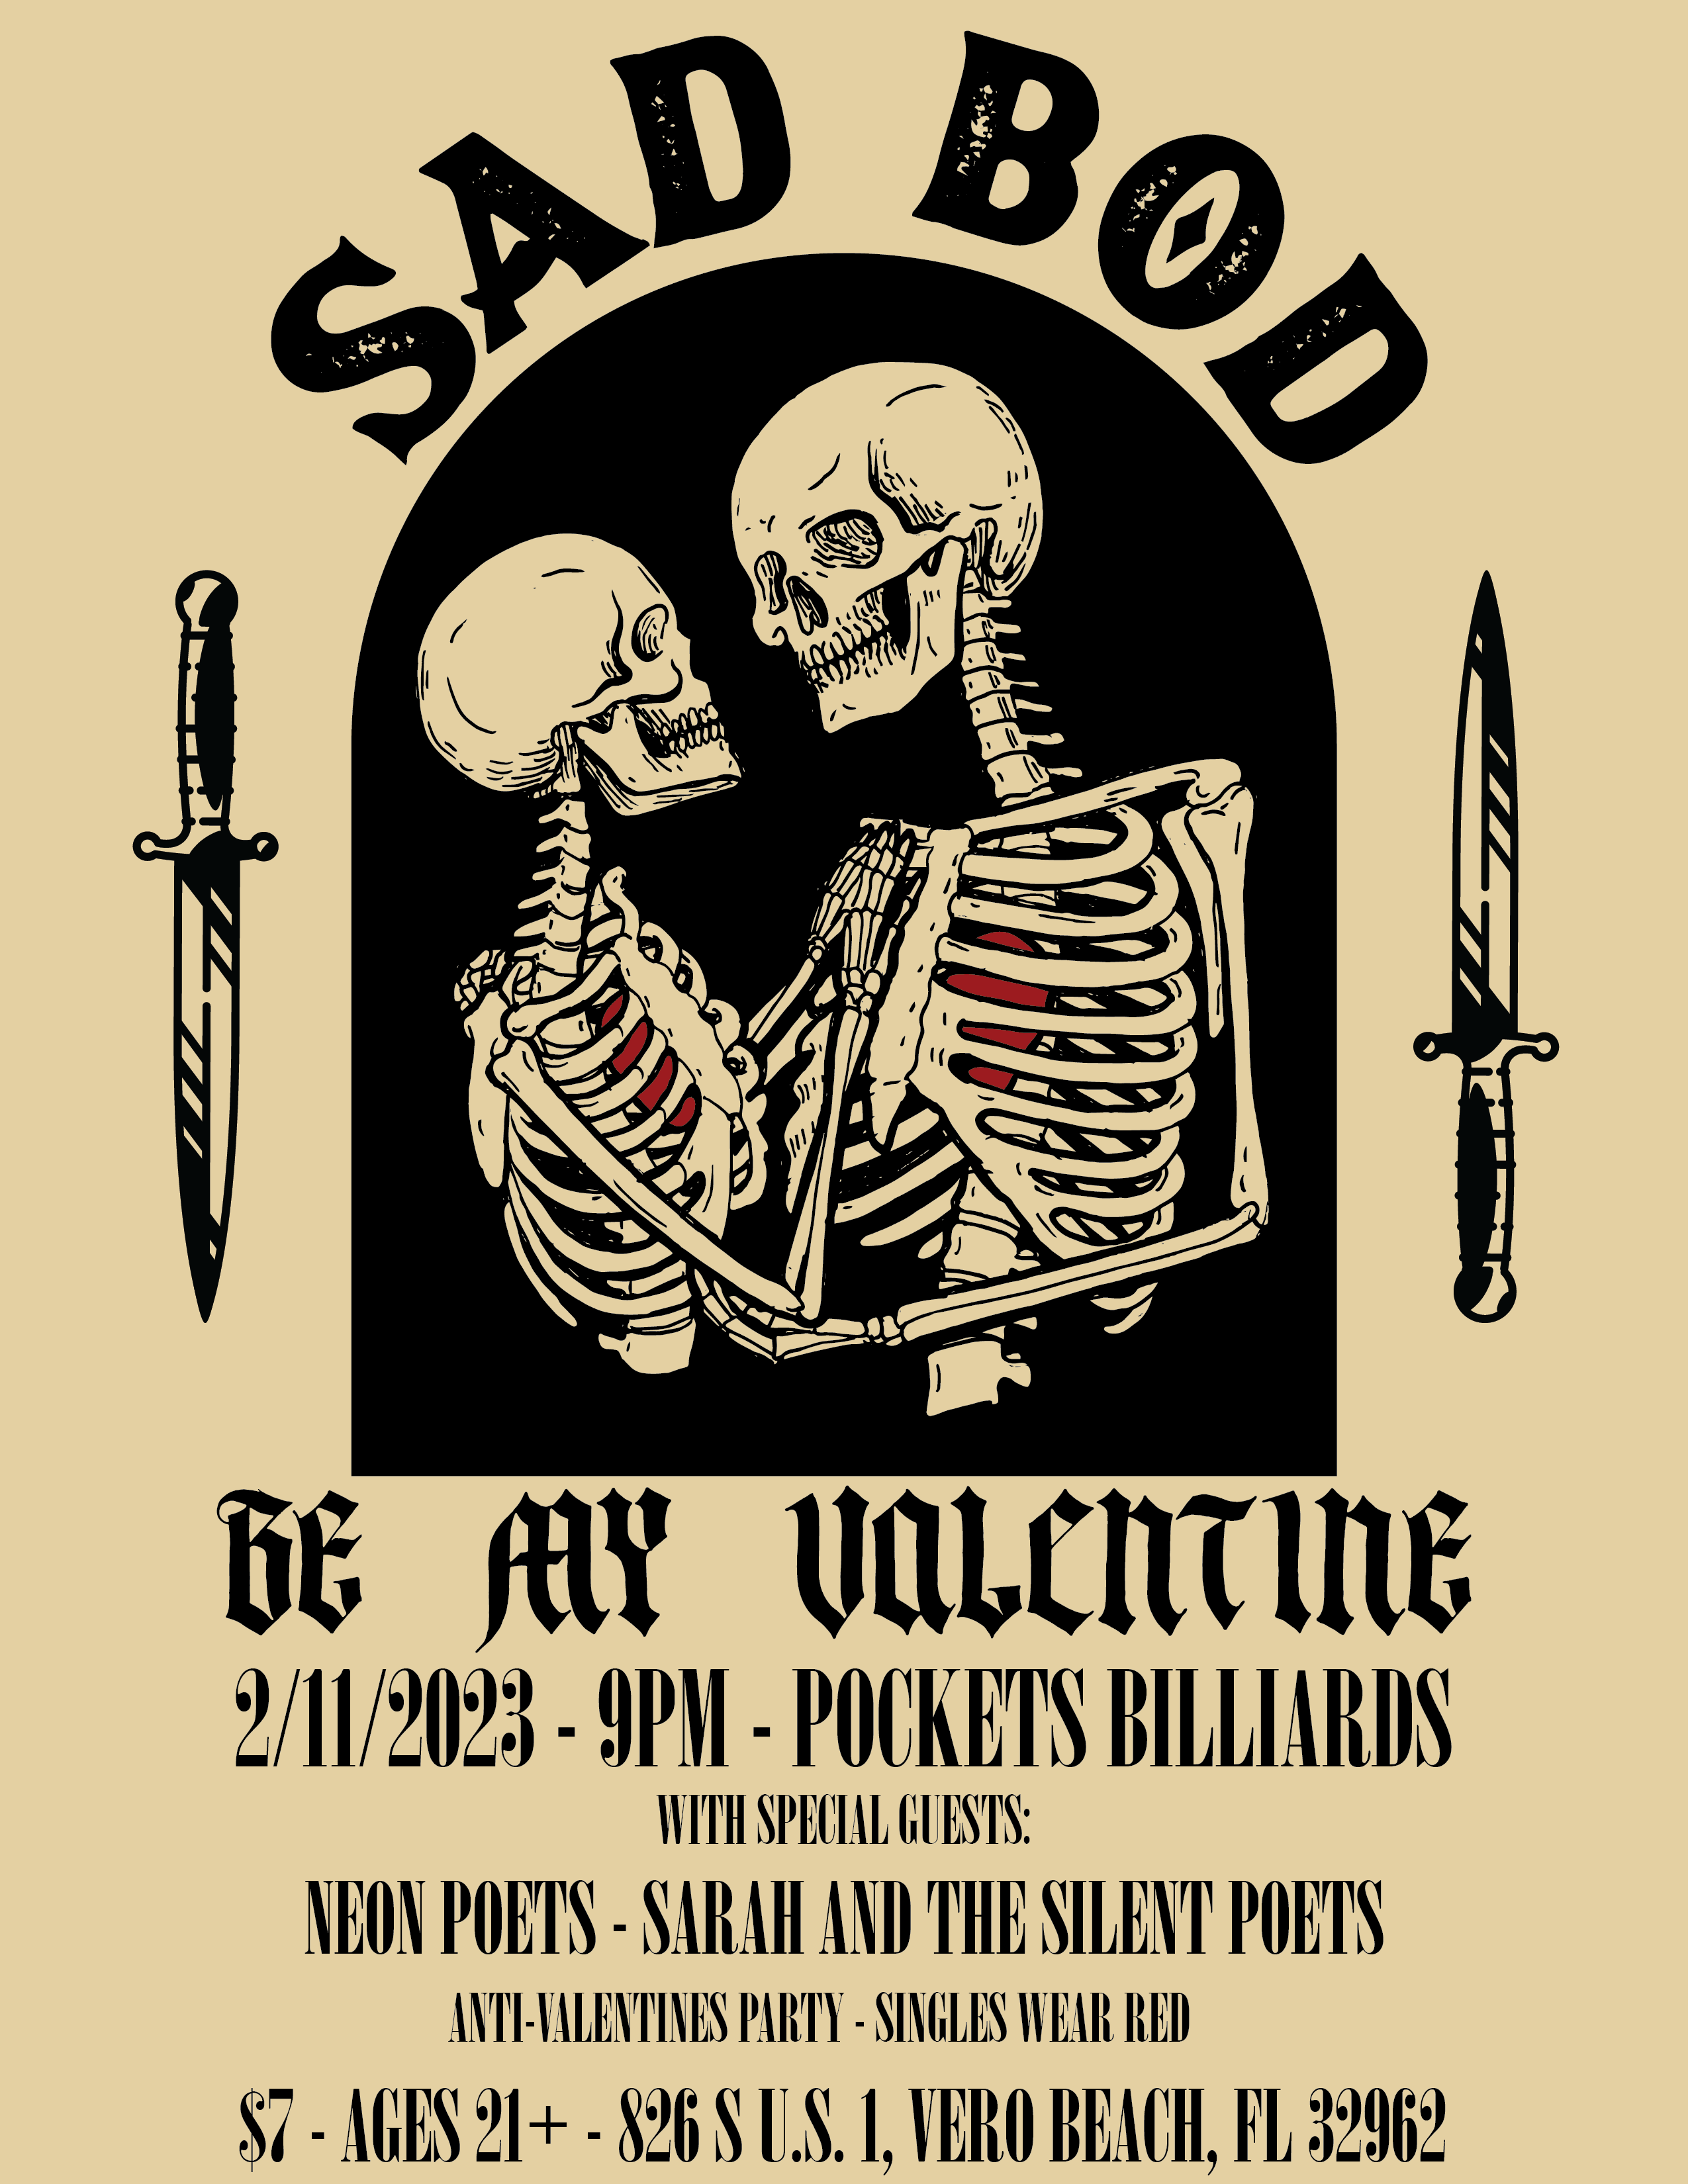 SAD BOD
BE MY VALENTINE
2/11/2023 - 9PM - POCKETS BILLIARDS
WITH SPECIAL GUESTS:
NEON POETS - SARAH AND THE SILENT POETS
ANTI-VALENTINES PARTY - SINGLES WEAR RED
$7 - AGES 21+ - 826 S U.S. 1, VERO BEACH, FL 32962